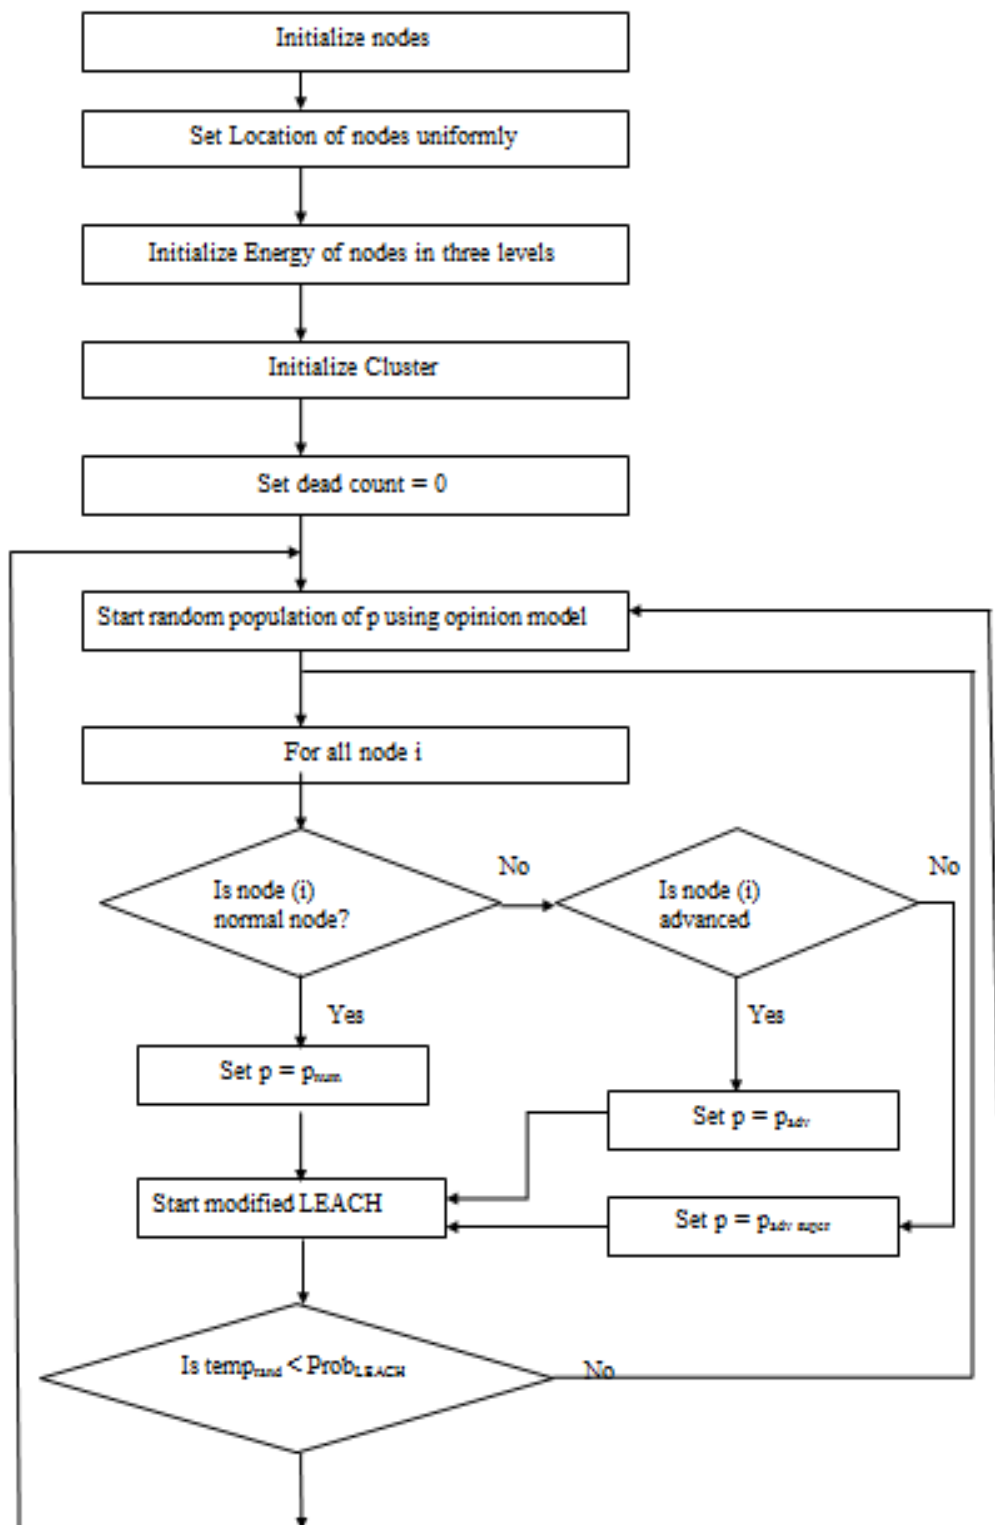 Initialize nodes
Set Location of nodes uniformly
Initialize Energy of nodes in three levels
Initialize Cluster
Set dead count = 0
Start random population of p using opinion model
For all node i
Is node (i)
normal node?
No
Is node (i)
advanced
No
Yes
Yes
Set p = pnum
Set p = padv
Start modified LEACH
Set p = padv super
Is temprand < ProbLEACH
No